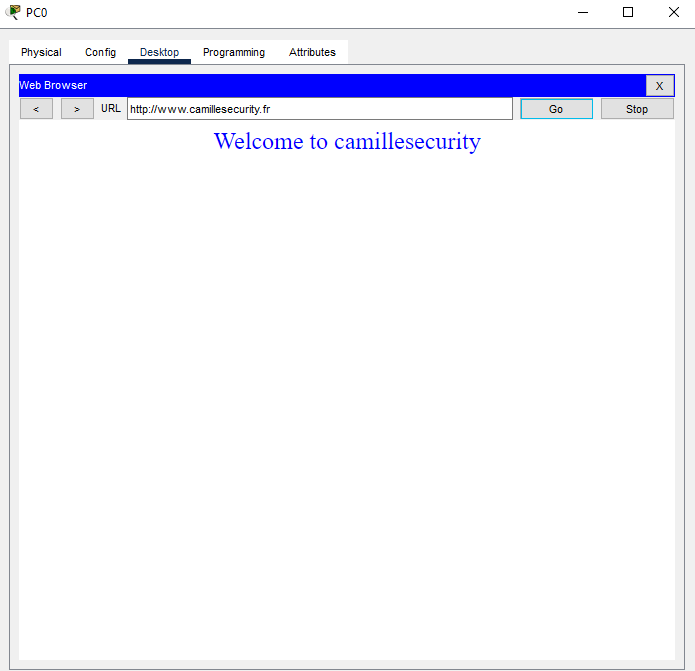 PC0
Physical Config Desktop Programming Attributes
Web Browser X
< > URL http://www.camillesecurity.fr Go Stop
Welcome to camillesecurity